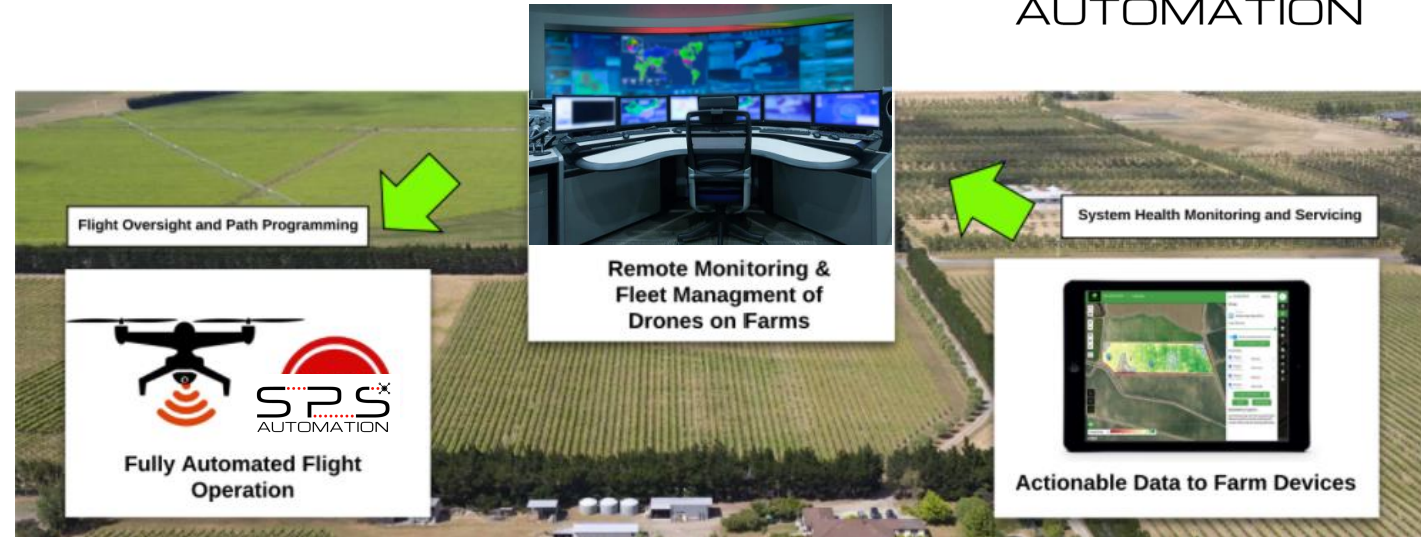 AUTOMATION
Flight Oversight and Path Programming
System Health Monitoring and Servicing
Remote Monitoring &
Fleet Managment of
Drones on Farms
SPS
AUTOMATION
Fully Automated Flight
Operation
Actionable Data to Farm Devices